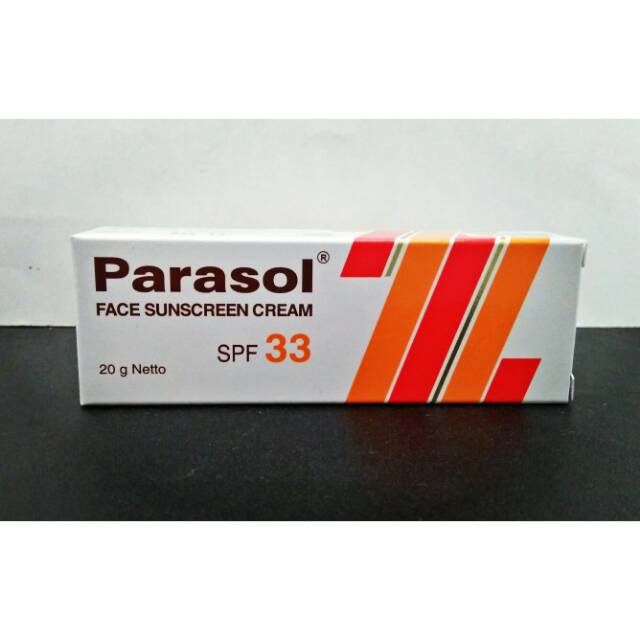 Parasol®
FACE SUNSCREEN CREAM
SPF 33
20 g Netto